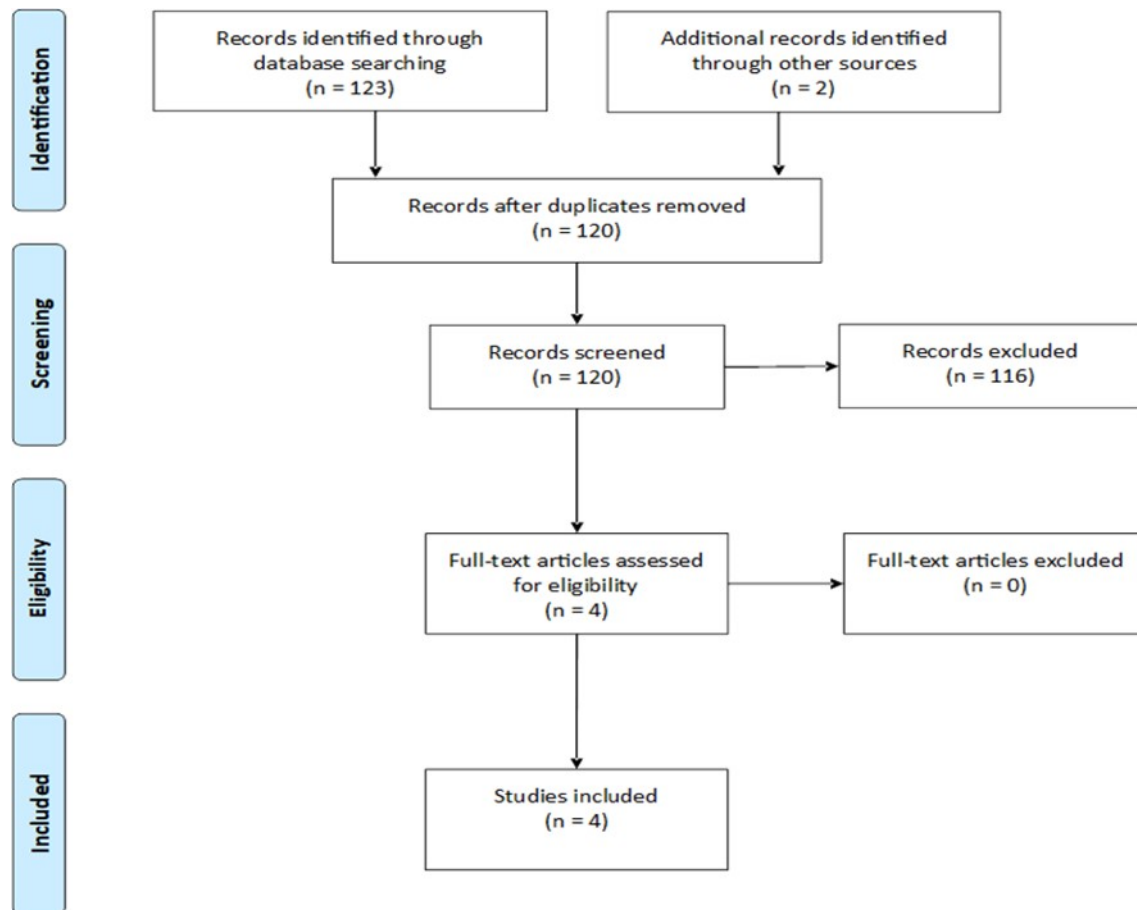 Identification
Records identified through
database searching
(n = 123)
Additional records identified
through other sources
(n = 2)
Records after duplicates removed
(n = 120)
Screening
Records screened
(n = 120)
Records excluded
(n = 116)
Eligibility
Full-text articles assessed
for eligibility
(n = 4)
Full-text articles excluded
(n = 0)
Included
Studies included
(n = 4)